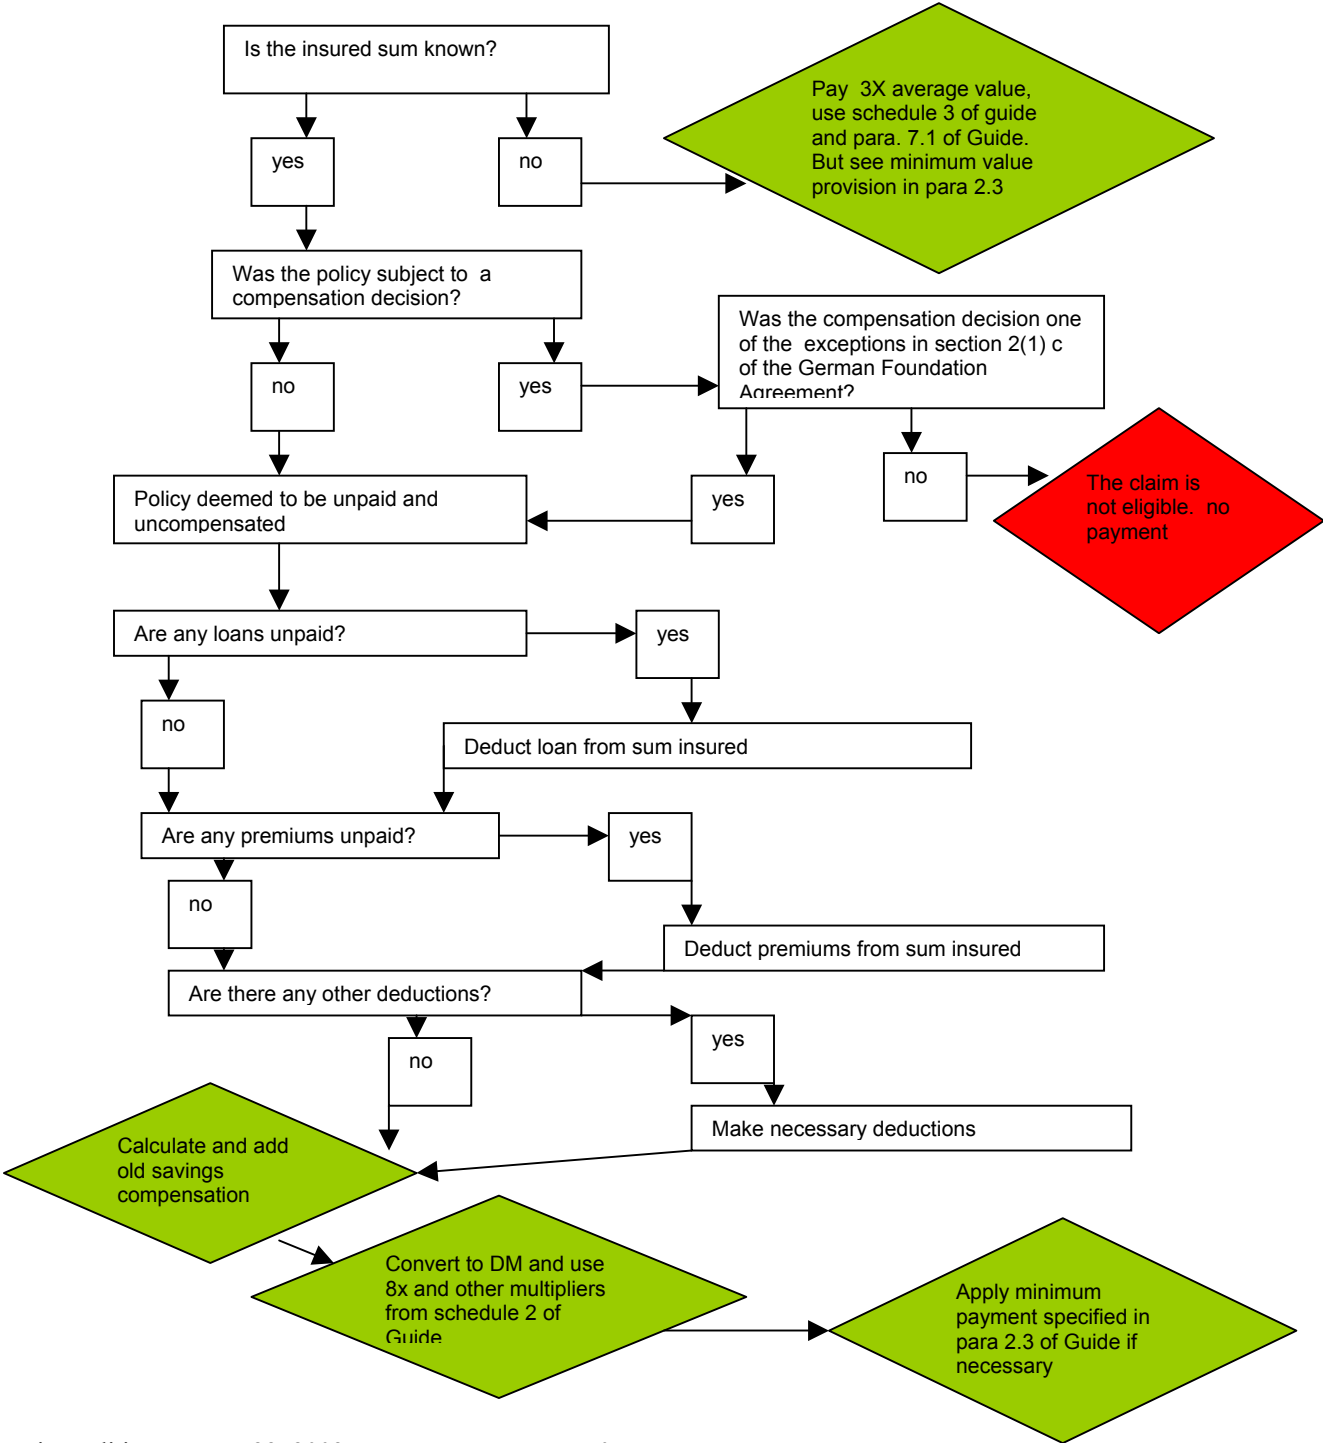 Is the insured sum known?
Pay 3X average value,
use schedule 3 of guide
and para. 7.1 of Guide.
But see minimum value
provision in para 2.3
yes
no
Was the policy subject to a
compensation decision?
Was the compensation decision one
of the exceptions in section 2(1) c
of the German Foundation
Agreement?
no
yes
yes
no
The claim is
not eligible. no
payment
Policy deemed to be unpaid and
uncompensated
Are any loans unpaid?
yes
no
Deduct loan from sum insured
Are any premiums unpaid?
yes
no
Deduct premiums from sum insured
Are there any other deductions?
yes
no
Make necessary deductions
Calculate and add
old savings
compensation
Convert to DM and use
8x and other multipliers
from schedule 2 of
Guide
Apply minimum
payment specified in
para 2.3 of Guide if
necessary